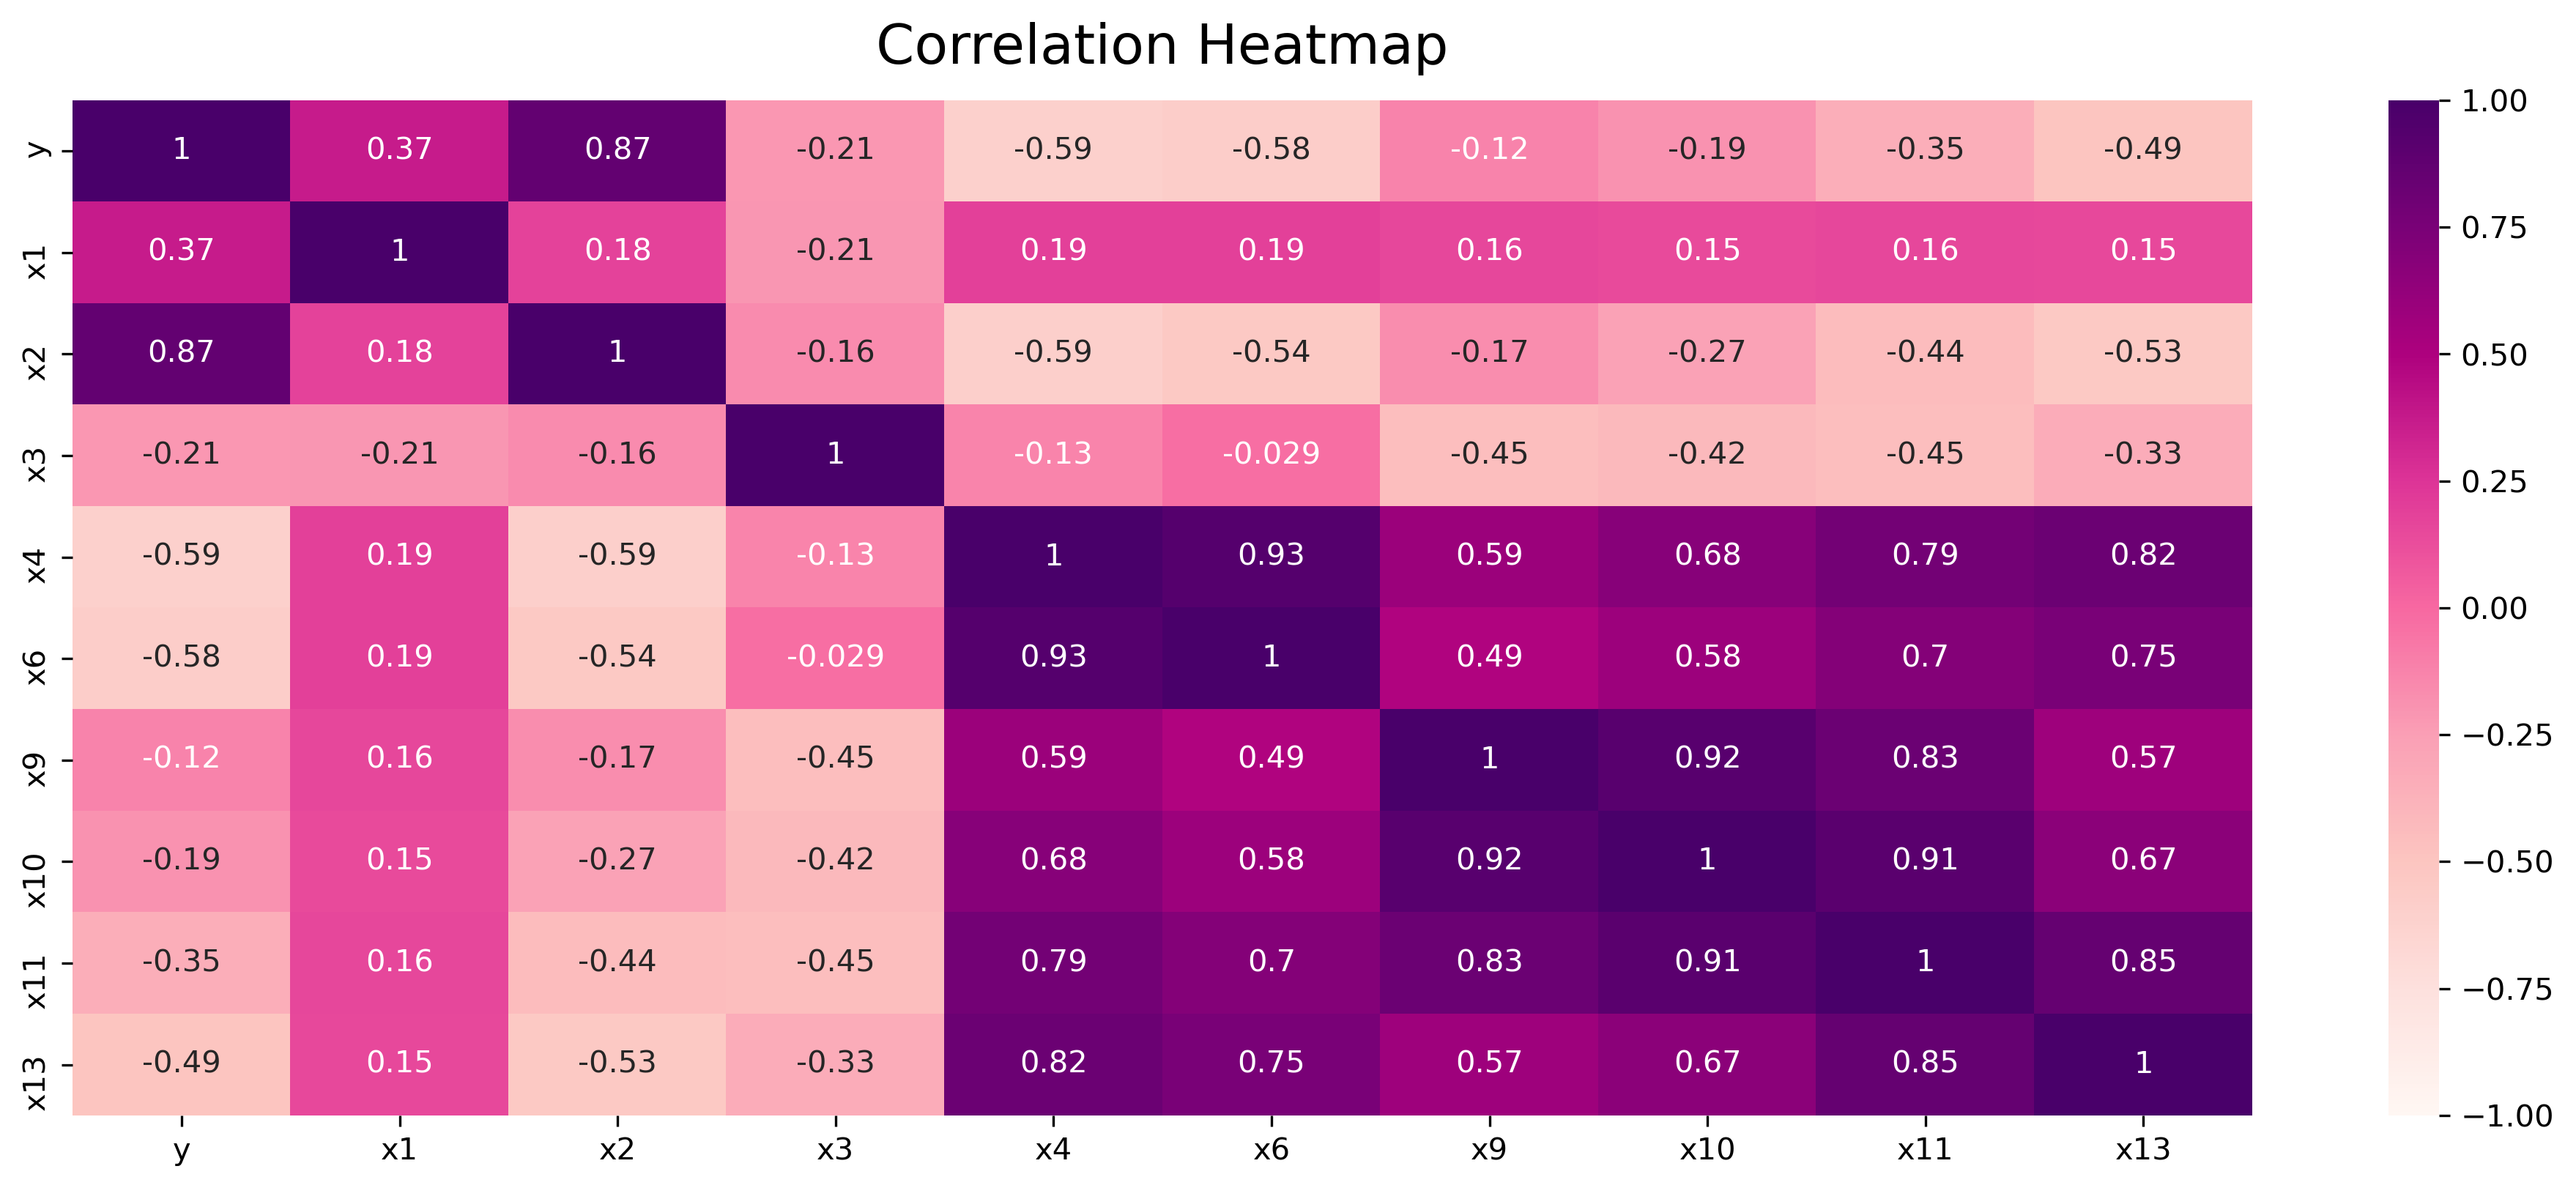 Correlation Heatmap
y 1 0.37 0.87 -0.21 -0.59 -0.58 -0.12 -0.19 -0.35 -0.49
x1 0.37 1 0.18 -0.21 0.19 0.19 0.16 0.15 0.16 0.15
x2 0.87 0.18 1 -0.16 -0.59 -0.54 -0.17 -0.27 -0.44 -0.53
x3 -0.21 -0.21 -0.16 1 -0.13 -0.029 -0.45 -0.42 -0.45 -0.33
x4 -0.59 0.19 -0.59 -0.13 1 0.93 0.59 0.68 0.79 0.82
x6 -0.58 0.19 -0.54 -0.029 0.93 1 0.49 0.58 0.7 0.75
x9 -0.12 0.16 -0.17 -0.45 0.59 0.49 1 0.92 0.83 0.57
x10 -0.19 0.15 -0.27 -0.42 0.68 0.58 0.92 1 0.91 0.67
x11 -0.35 0.16 -0.44 -0.45 0.79 0.7 0.83 0.91 1 0.85
x13 -0.49 0.15 -0.53 -0.33 0.82 0.75 0.57 0.67 0.85 1
y x1 x2 x3 x4 x6 x9 x10 x11 x13
1.00
0.75
0.50
0.25
0.00
−0.25
−0.50
−0.75
−1.00